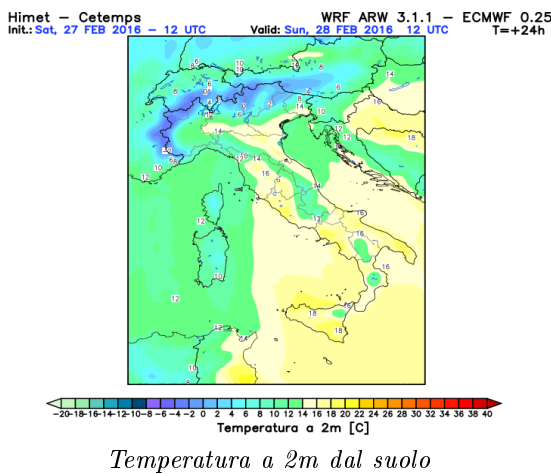 Himet − Cetemps WRF ARW 3.1.1 − ECMWF 0.25
Init.: Sat, 27 FEB 2016 − 12 UTC Valid: Sun, 28 FEB 2016 12 UTC T=+24h
-20-18-16-14-12-10-8 -6 -4 -2 0 2 4 6 8 10 12 14 16 18 20 22 24 26 28 30 32 34 36 38 40
Temperatura a 2m [C]
Temperatura a 2m dal suolo